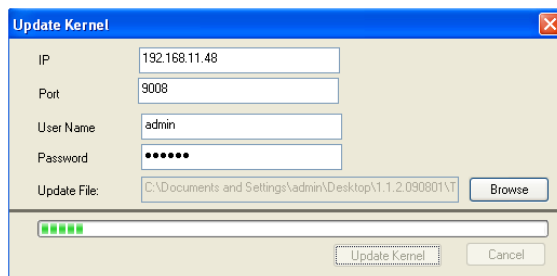 Update Kernel
IP 192.168.11.48
Port 9008
User Name admin
Password ●●●●●●
Update File: C:\Documents and Settings\admin\Desktop\1.1.2.090801\T Browse
Update Kernel Cancel